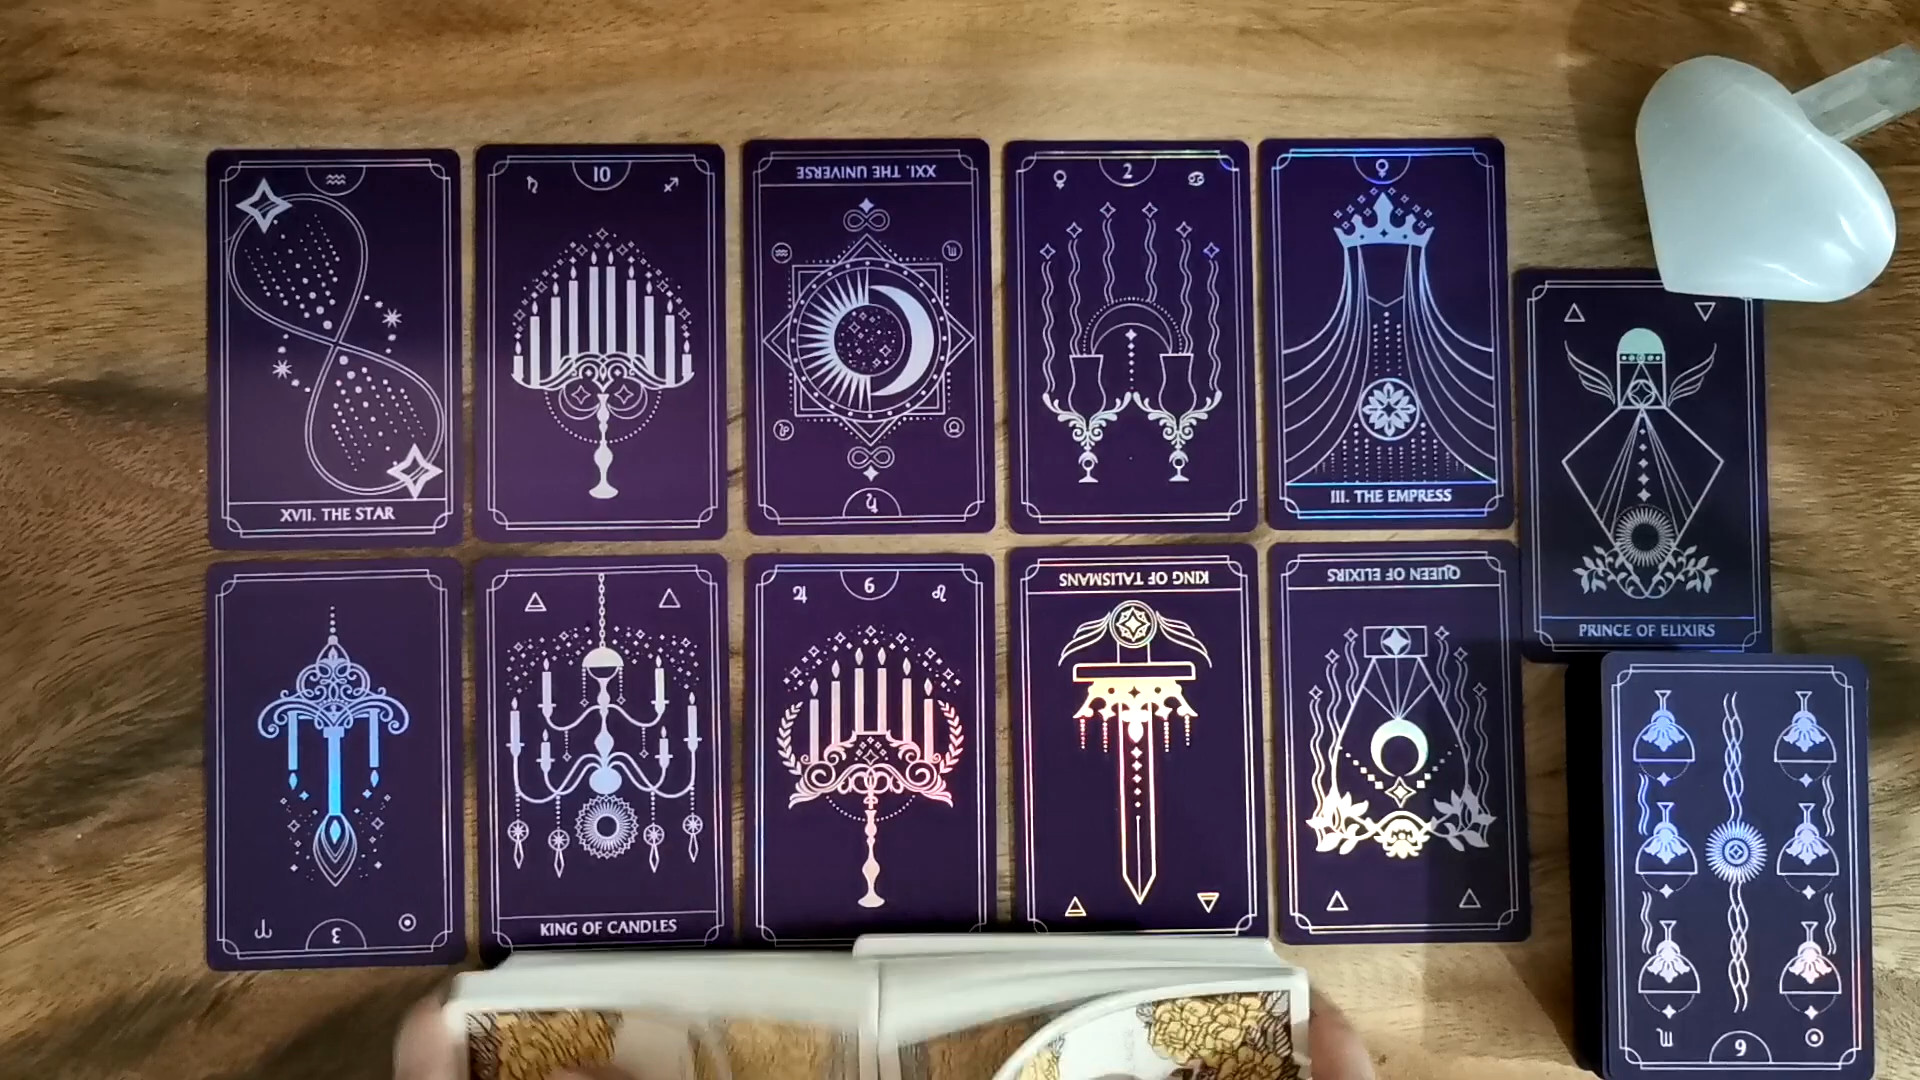 XVII. THE STAR
10
XXI. THE UNIVERSE
2
III. THE EMPRESS
PRINCE OF ELIXIRS
3
KING OF CANDLES
6
KING OF TALISMANS
QUEEN OF ELIXIRS
6